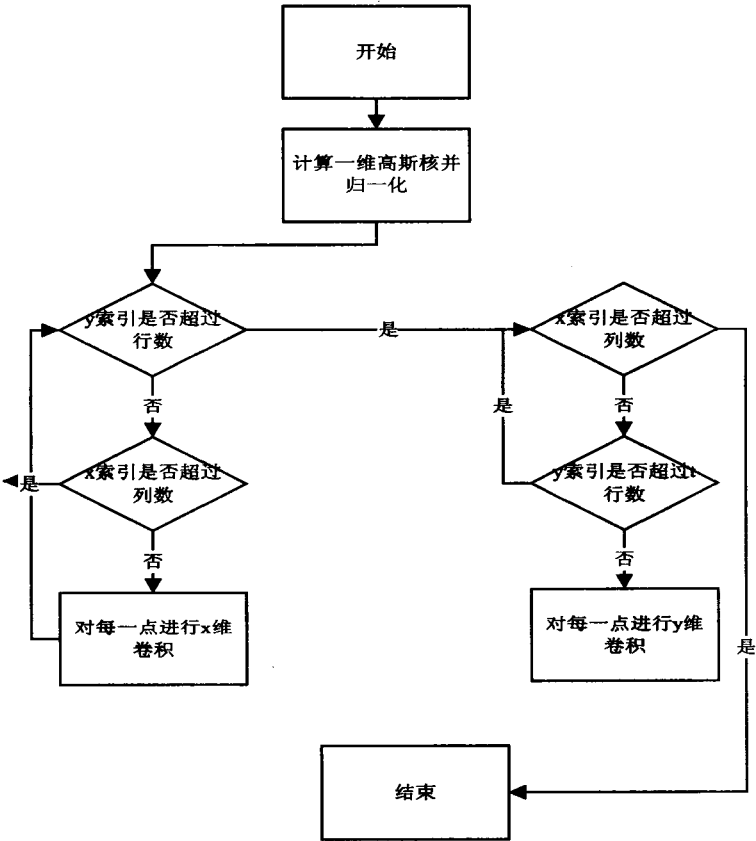 开始
计算一维高斯核并
归一化
y索引是否超过
行数
是
x索引是否超过
列数
否
是
否
x索引是否超过
列数
y索引是否超过t
行数
是
否
否
对每一点进行x维
卷积
对每一点进行y维
卷积
是
结束